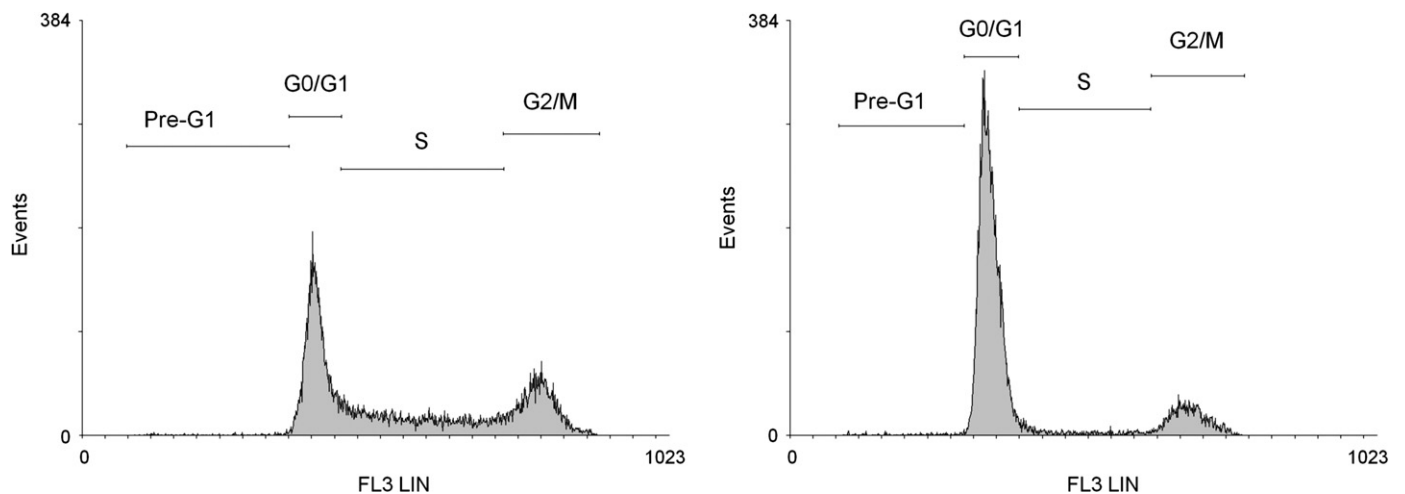 384
G0/G1
G2/M
Pre-G1
S
Events
0
0
1023
FL3 LIN
384
G0/G1
G2/M
S
Pre-G1
Events
0
0
1023
FL3 LIN